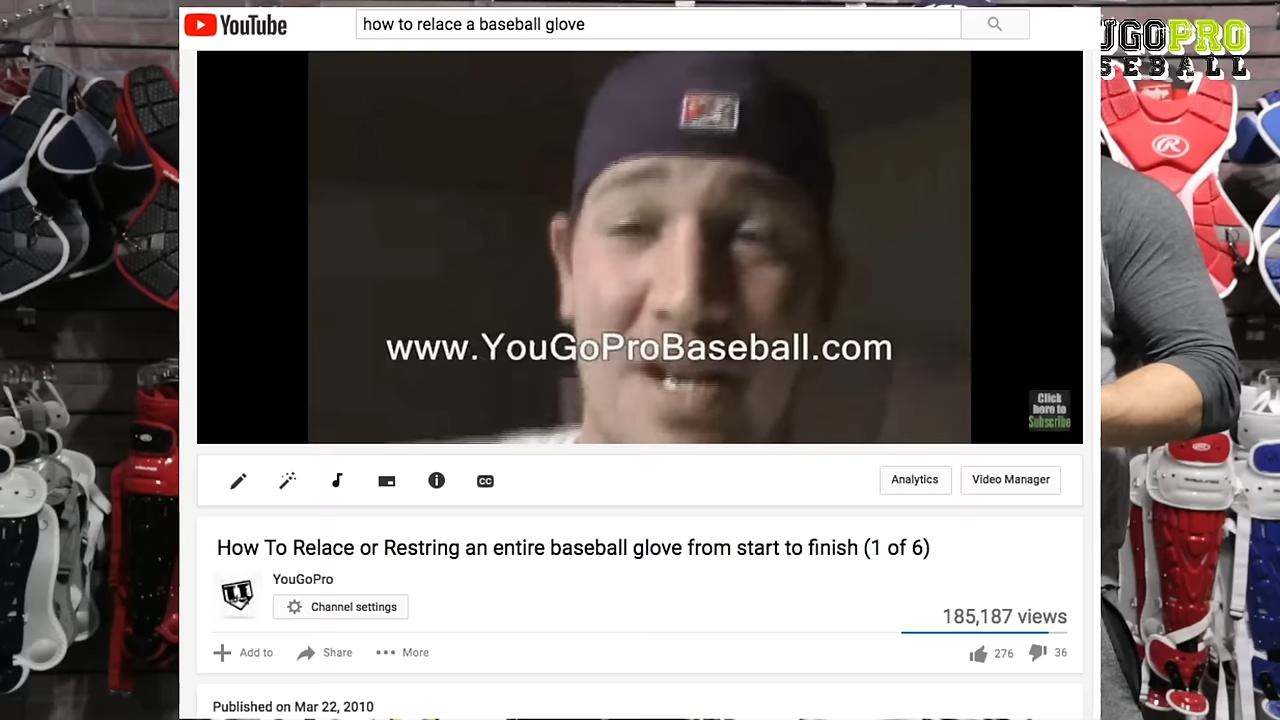 YouTube
how to relace a baseball glove
UGOPRO
SEBALL
www.YouGoProBaseball.com
Click
here to
Subscribe
CC
Analytics
Video Manager
How To Relace or Restring an entire baseball glove from start to finish (1 of 6)
YouGoPro
Channel settings
185,187 views
Add to
Share
More
276
36
Published on Mar 22, 2010